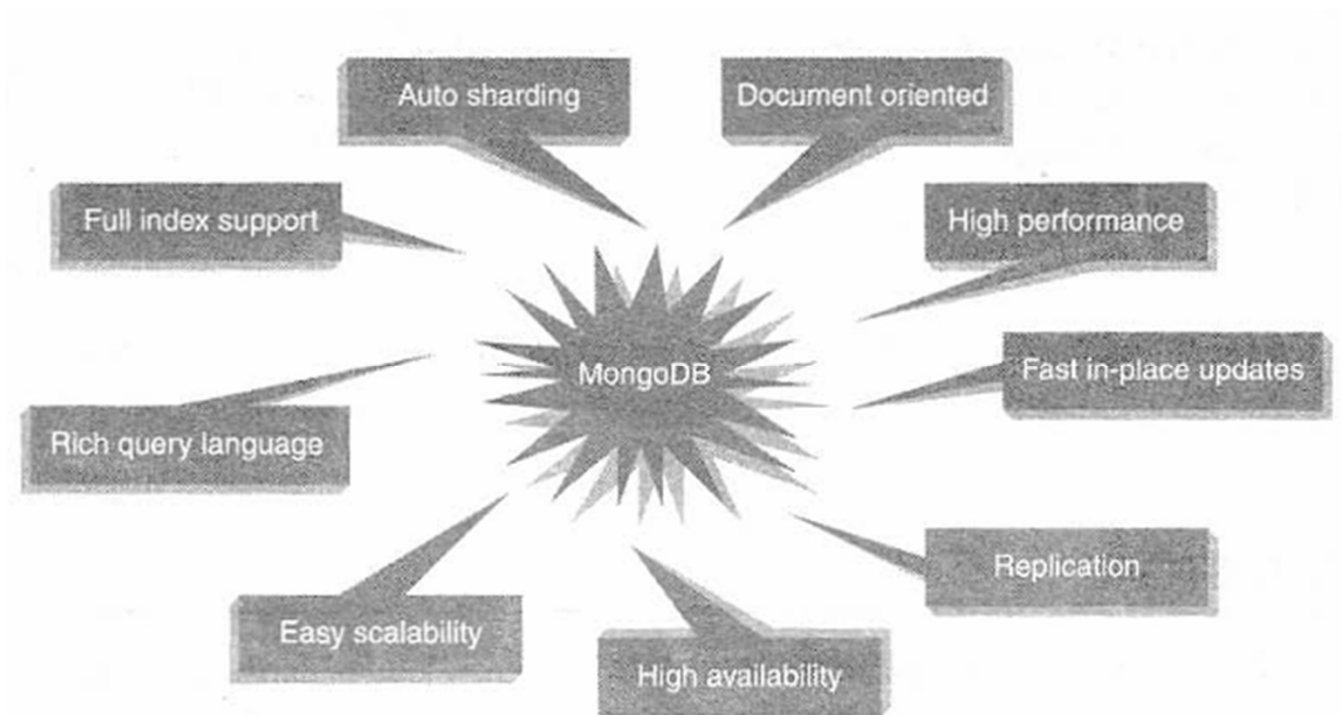 Auto sharding
Document oriented
Full index support
High performance
MongoDB
Fast in-place updates
Rich query language
Replication
Easy scalability
High availability